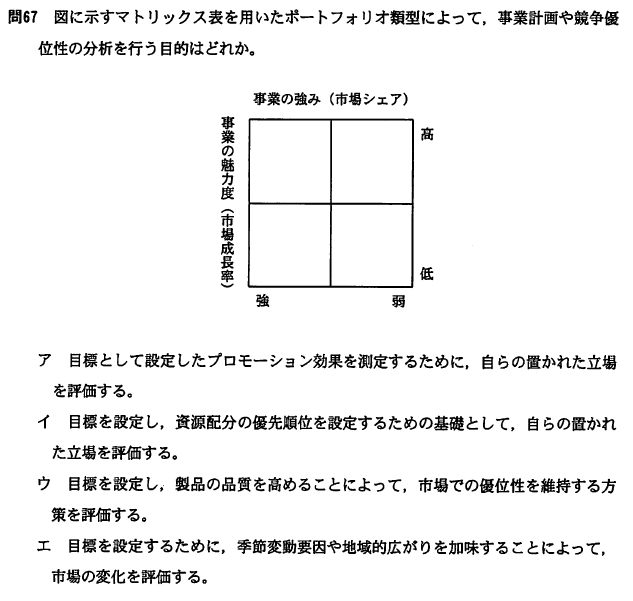 問67 図に示すマトリックス表を用いたポートフォリオ類型によって，事業計画や競争優
位性の分析を行う目的はどれか。
事業の強み（市場シェア）
事業の魅力度（市場成長率）
高
低
強 弱
ア 目標として設定したプロモーション効果を測定するために，自らの置かれた立場
を評価する。
イ 目標を設定し，資源配分の優先順位を設定するための基礎として，自らの置かれ
た立場を評価する。
ウ 目標を設定し，製品の品質を高めることによって，市場での優位性を維持する方
策を評価する。
エ 目標を設定するために，季節変動要因や地域的広がりを加味することによって，
市場の変化を評価する。